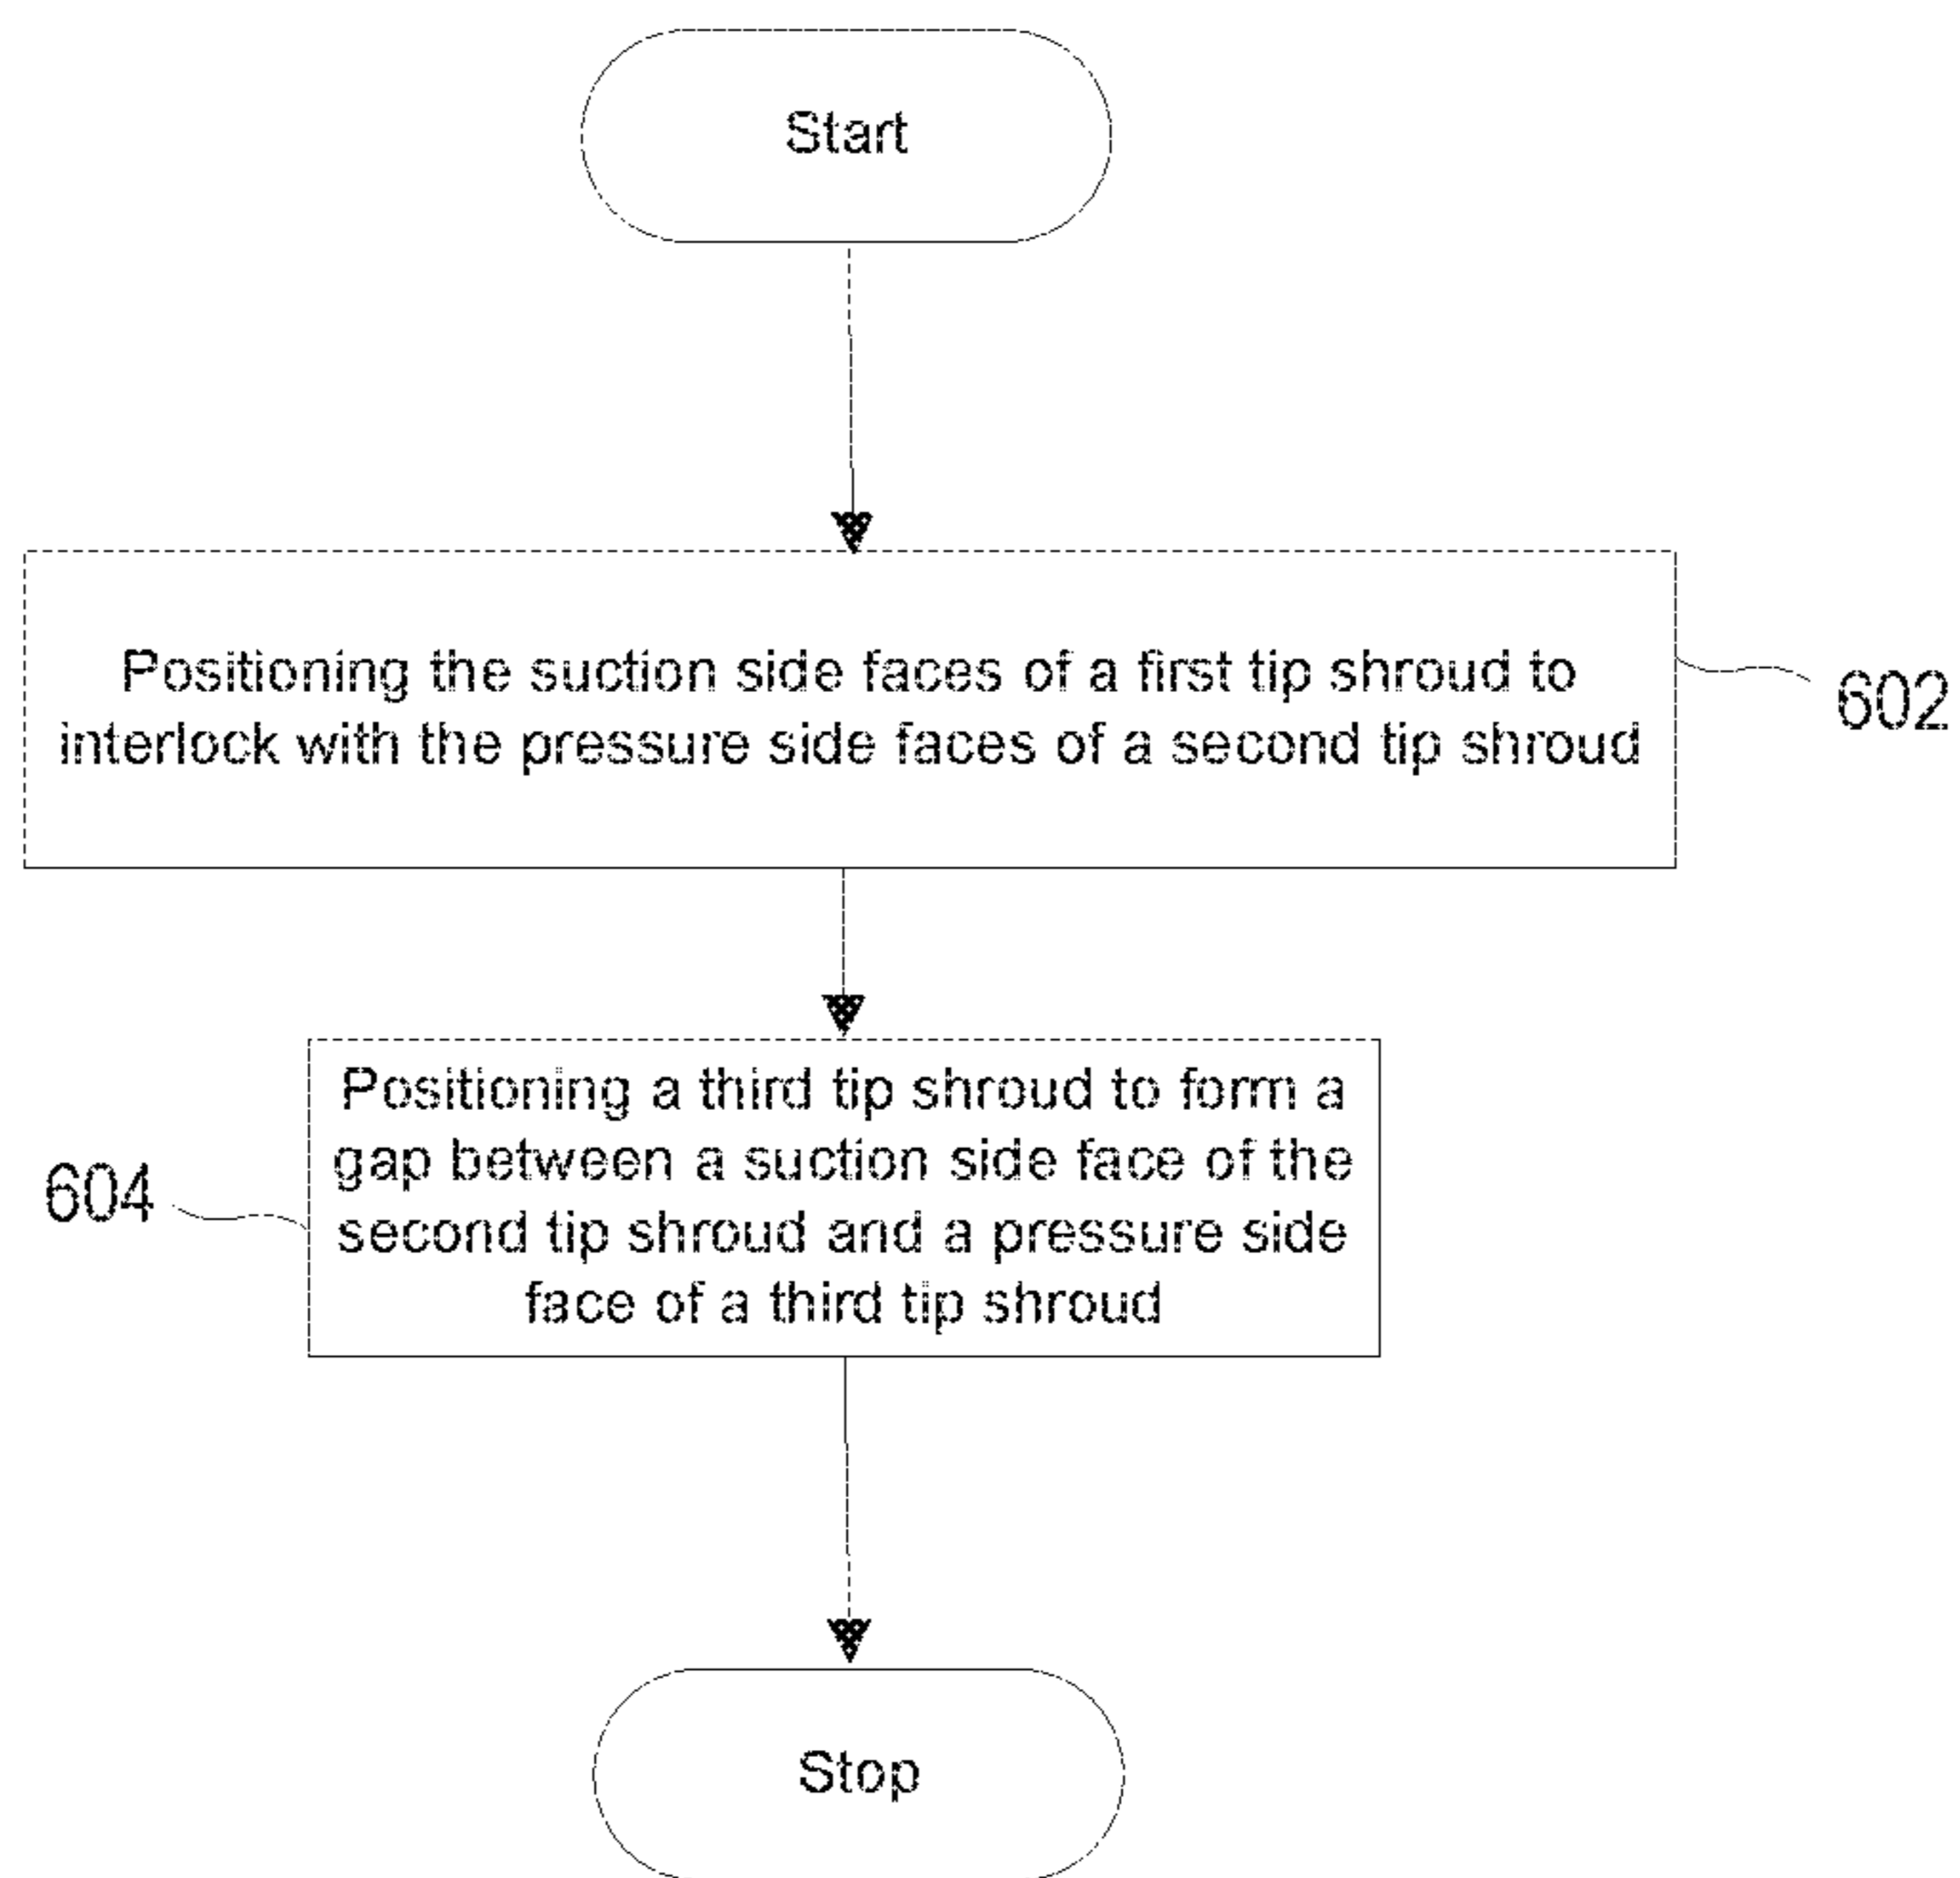 Start
Positioning the suction side faces of a first tip shroud to
interlock with the pressure side faces of a second tip shroud
602
Positioning a third tip shroud to form a
gap between a suction side face of the
second tip shroud and a pressure side
face of a third tip shroud
604
Stop